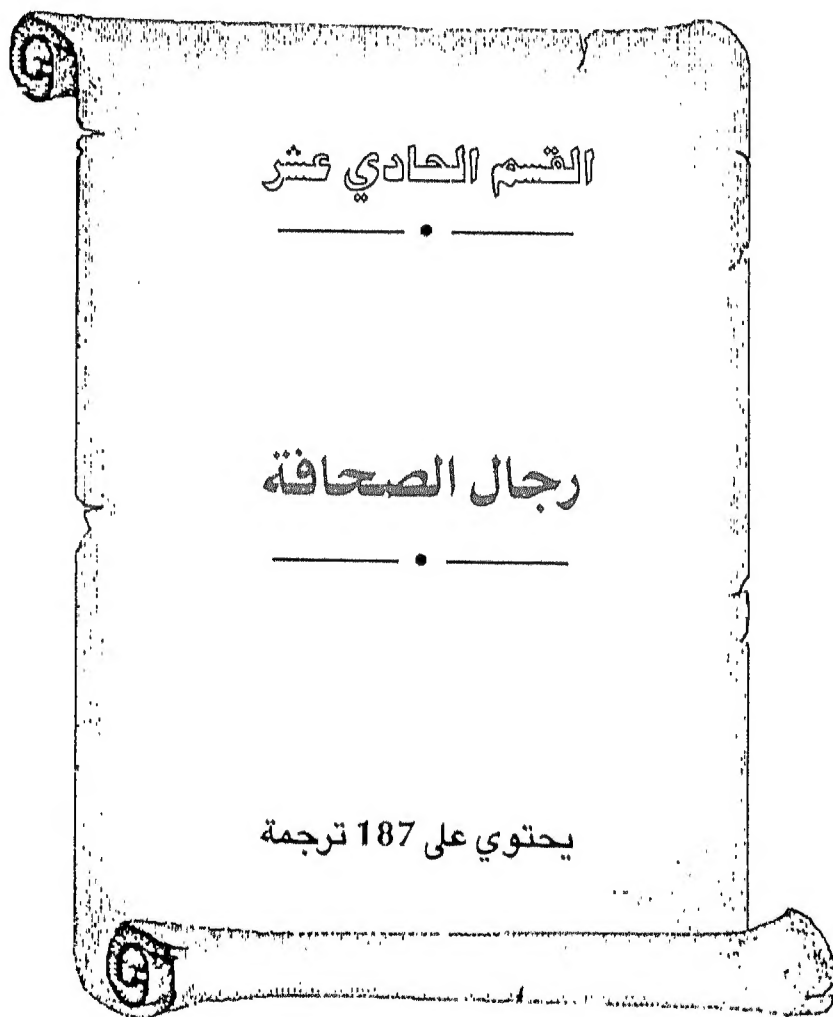 القسم الحادي عشر
رجال الصحافة
يحتوي على 187 ترجمة